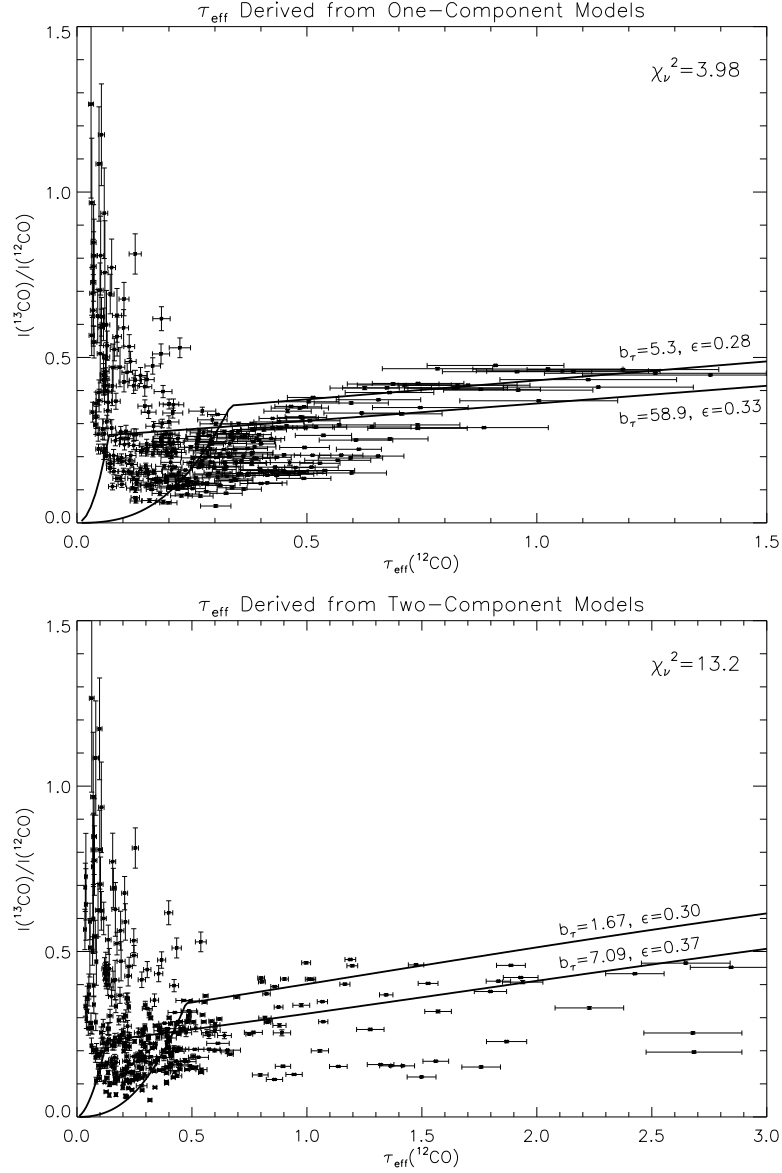 τeff Derived from One−Component Models
χν²=3.98
bτ=5.3, ϵ=0.28
bτ=58.9, ϵ=0.33
I(¹³CO)/I(¹²CO)
1.5
1.0
0.5
0.0
0.0 0.5 1.0 1.5
τeff(¹²CO)
τeff Derived from Two−Component Models
χν²=13.2
bτ=1.67, ϵ=0.30
bτ=7.09, ϵ=0.37
I(¹³CO)/I(¹²CO)
1.5
1.0
0.5
0.0
0.0 0.5 1.0 1.5 2.0 2.5 3.0
τeff(¹²CO)